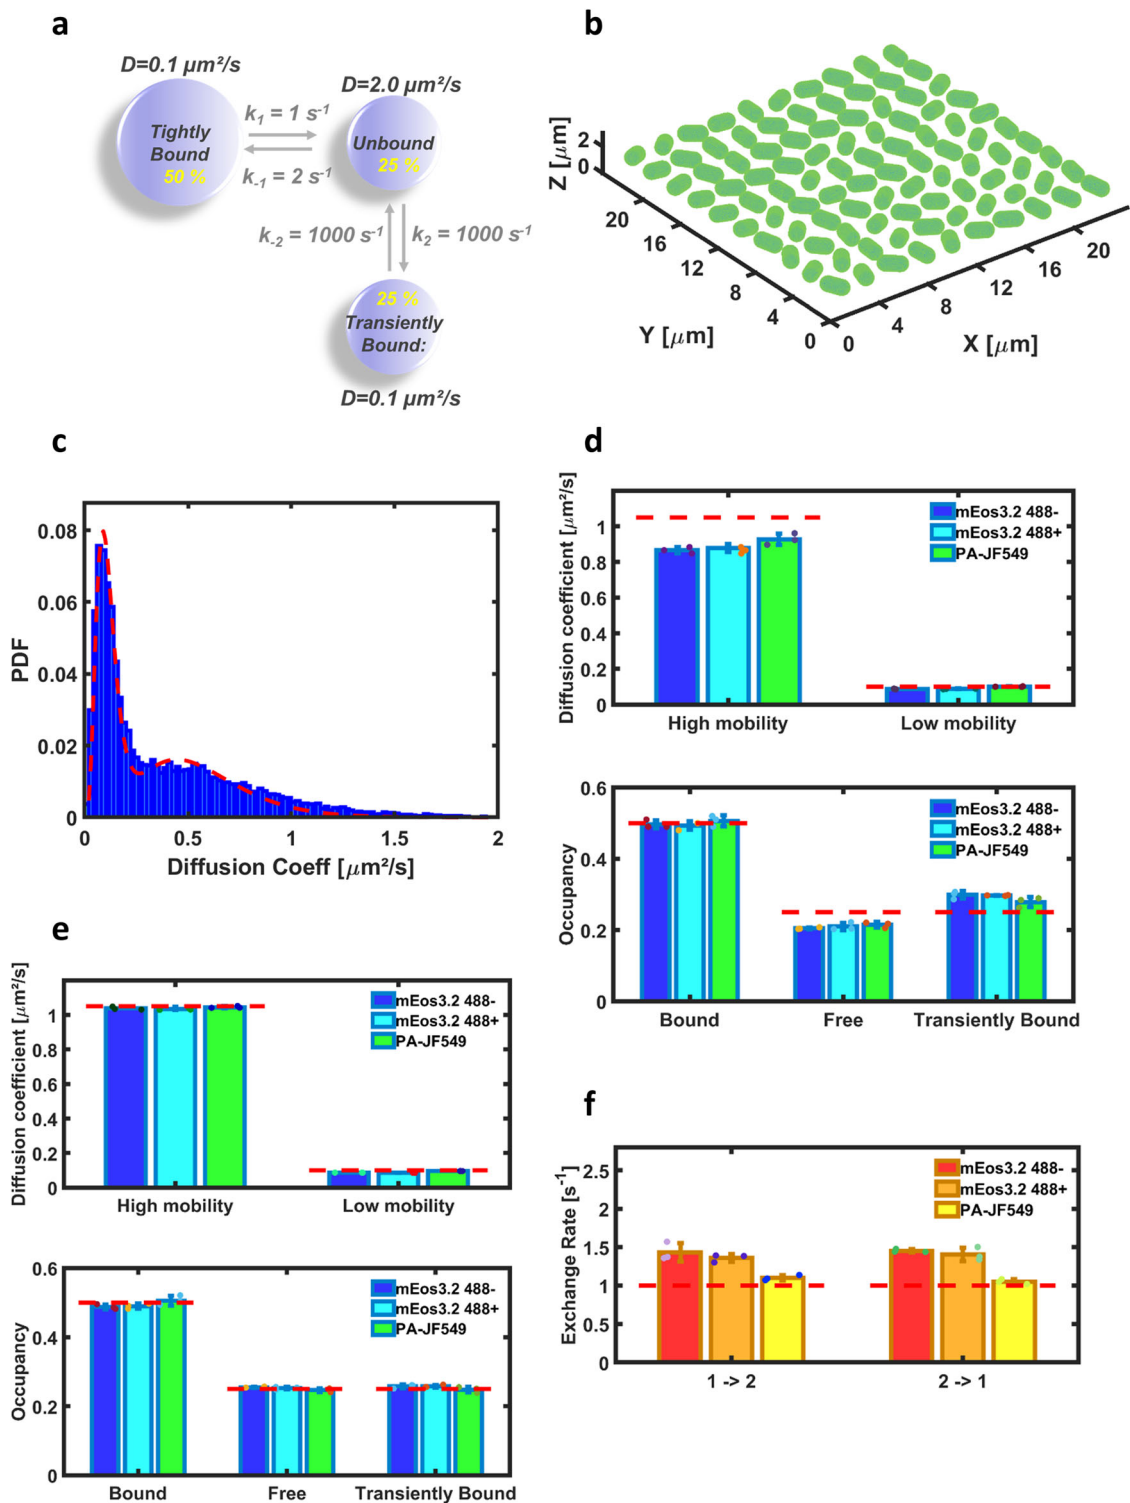 a
D=0.1 µm²/s
D=2.0 µm²/s
k1 = 1 s-1
Tightly
Bound
50 %
Unbound
25 %
k-1 = 2 s-1
k-2 = 1000 s-1
k2 = 1000 s-1
25 %
Transiently
Bound:
D=0.1 µm²/s
b
Z [µm]
2
0
20
16
12
8
4
0
Y [µm]
0
4
8
12
16
20
X [µm]
c
PDF
0.08
0.06
0.04
0.02
0
0
0.5
1
1.5
2
Diffusion Coeff [µm²/s]
d
Diffusion coefficient [µm²/s]
1
0.8
0.6
0.4
0.2
0
mEos3.2 488-
mEos3.2 488+
PA-JF549
High mobility
Low mobility
Occupancy
0.6
0.4
0.2
0
mEos3.2 488-
mEos3.2 488+
PA-JF549
Bound
Free
Transiently Bound
e
Diffusion coefficient [µm²/s]
1
0.8
0.6
0.4
0.2
0
mEos3.2 488-
mEos3.2 488+
PA-JF549
High mobility
Low mobility
Occupancy
0.6
0.4
0.2
0
mEos3.2 488-
mEos3.2 488+
PA-JF549
Bound
Free
Transiently Bound
f
Exchange Rate [s-1]
2.5
2
1.5
1
0.5
0
mEos3.2 488-
mEos3.2 488+
PA-JF549
1 -> 2
2 -> 1